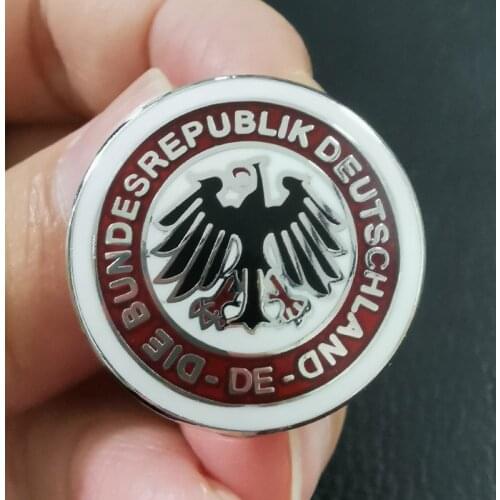 DIE BUNDESREPUBLIK DEUTSCHLAND
- DE -